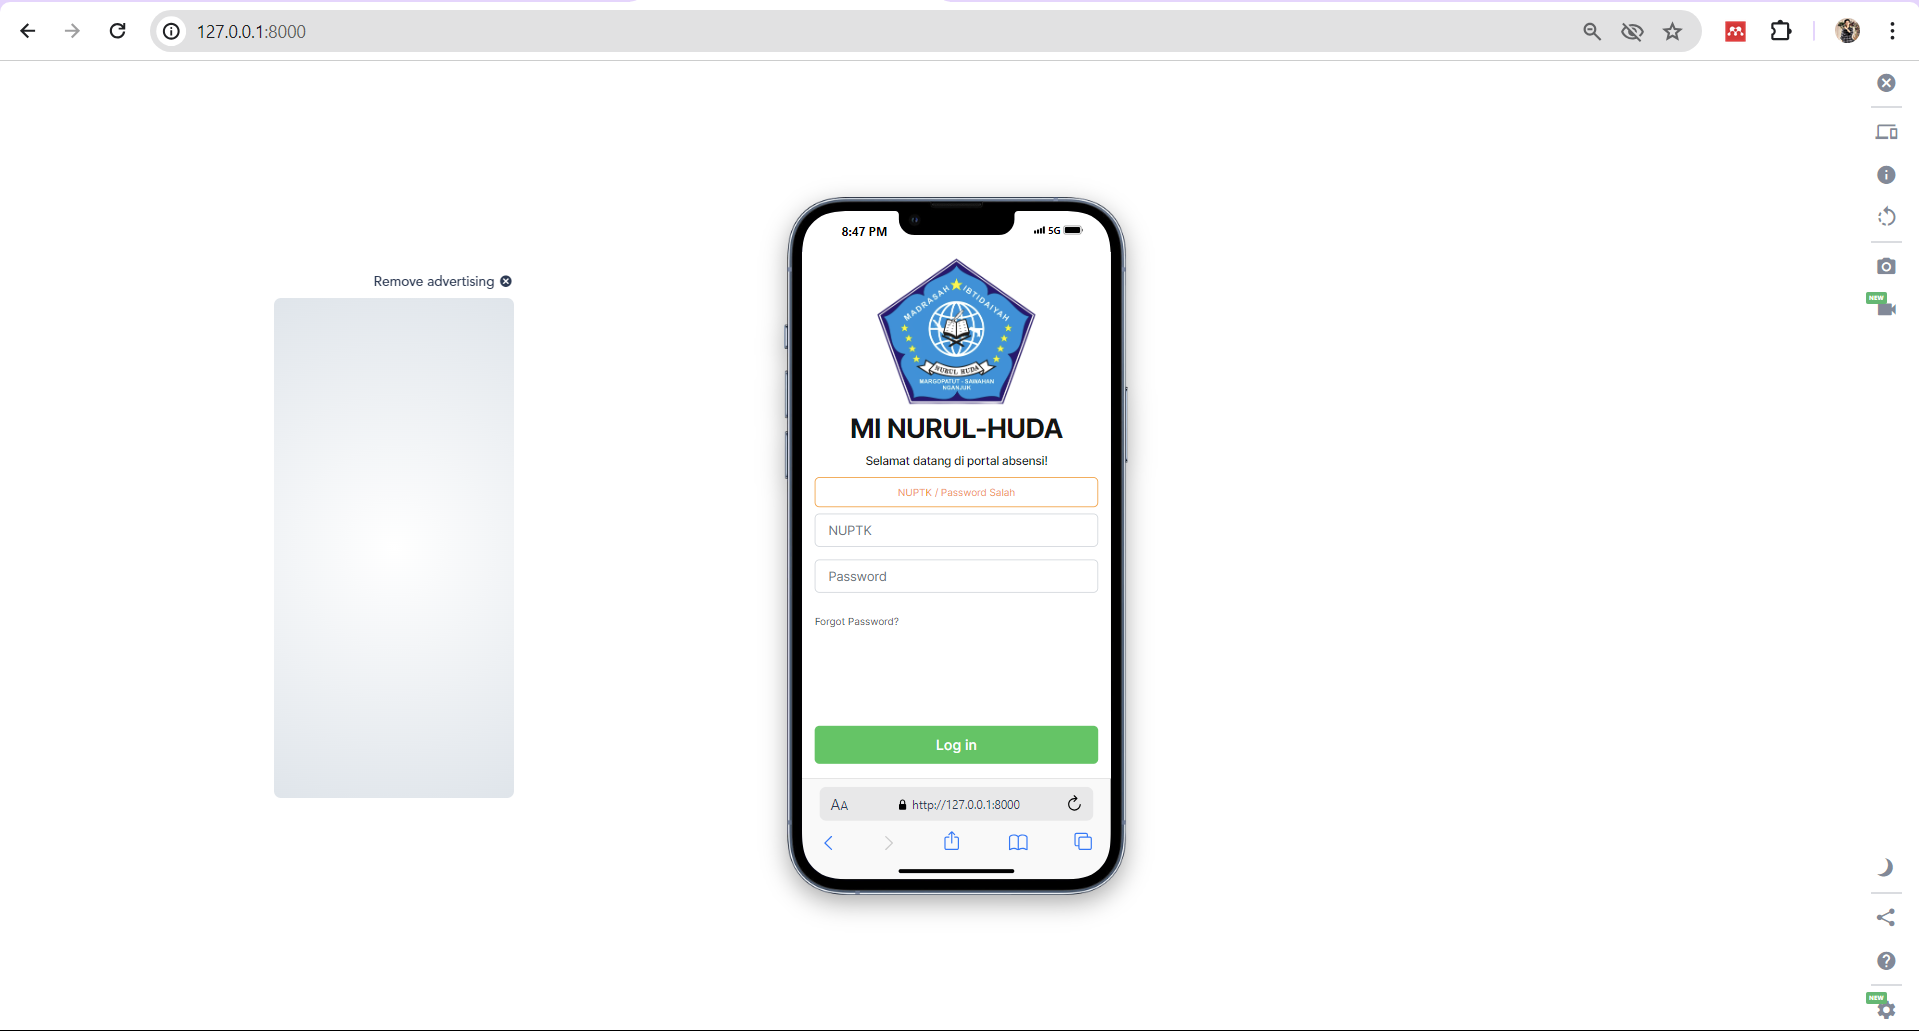 127.0.0.1:8000
NEW
Remove advertising
8:47 PM
5G
MADRASAH IBTIDAIYAH
NURUL HUDA
MARGOPATUT - SAWAHAN
NGANJUK
MI NURUL-HUDA
Selamat datang di portal absensi!
NUPTK / Password Salah
NUPTK
Password
Forgot Password?
Log in
AA
http://127.0.0.1:8000
NEW